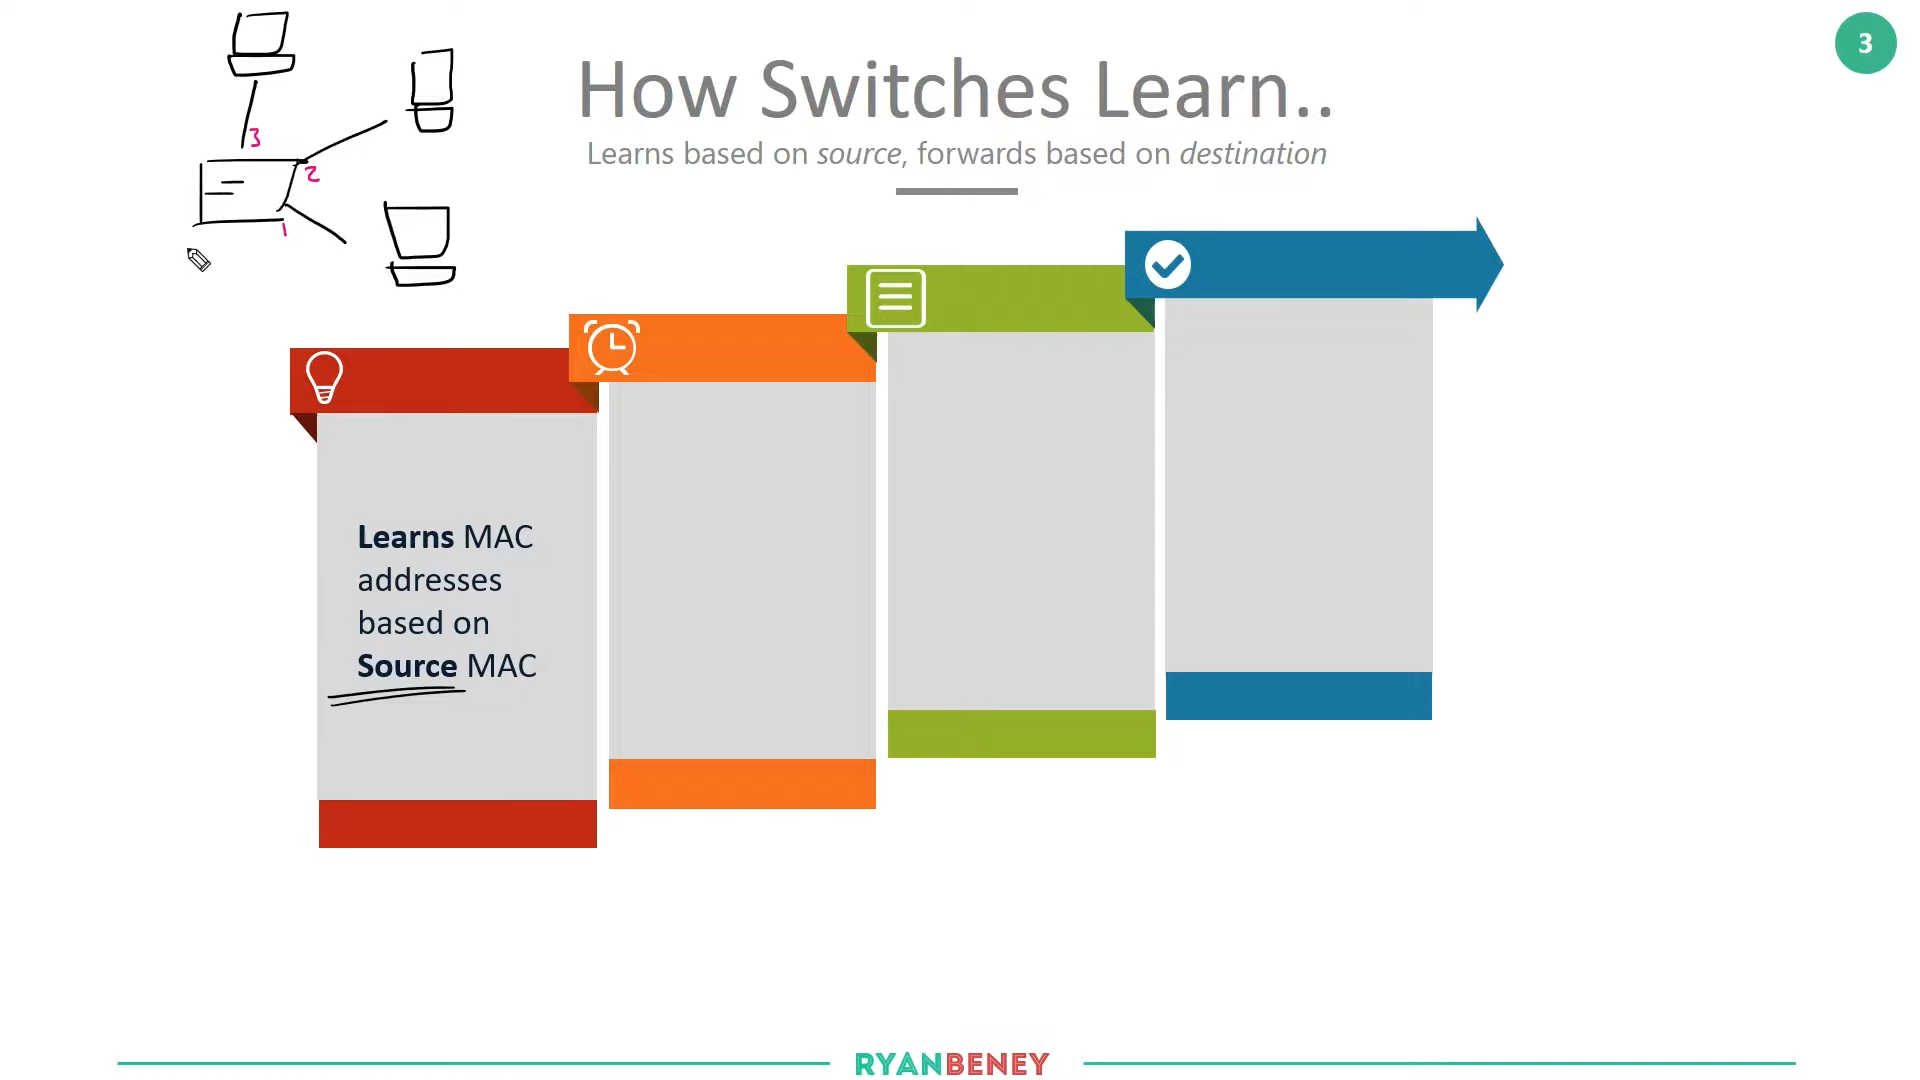 3
How Switches Learn..
Learns based on source, forwards based on destination
3
2
1
Learns MAC
addresses
based on
Source MAC
RYANBENEY